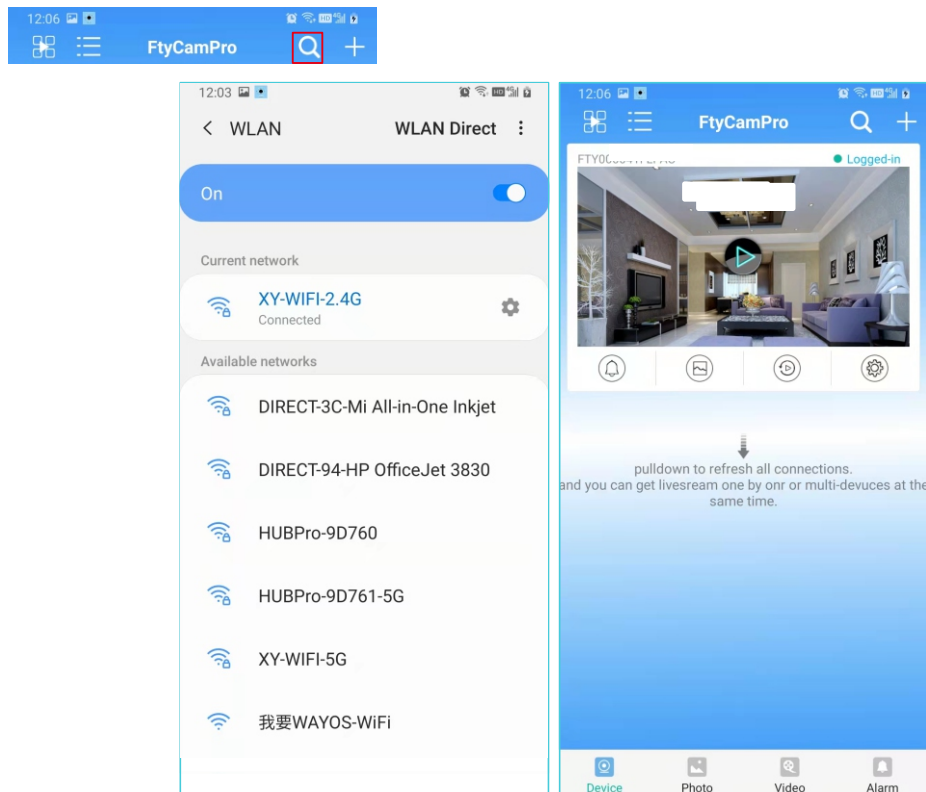 12:06
FtyCamPro
12:03
WLAN WLAN Direct
On
Current network
XY-WIFI-2.4G
Connected
Available networks
DIRECT-3C-Mi All-in-One Inkjet
DIRECT-94-HP OfficeJet 3830
HUBPro-9D760
HUBPro-9D761-5G
XY-WIFI-5G
我要WAYOS-WiFi
12:06
FtyCamPro
Logged-in
pulldown to refresh all connections.
and you can get livesream one by onr or multi-devuces at the
same time.
Device Photo Video Alarm